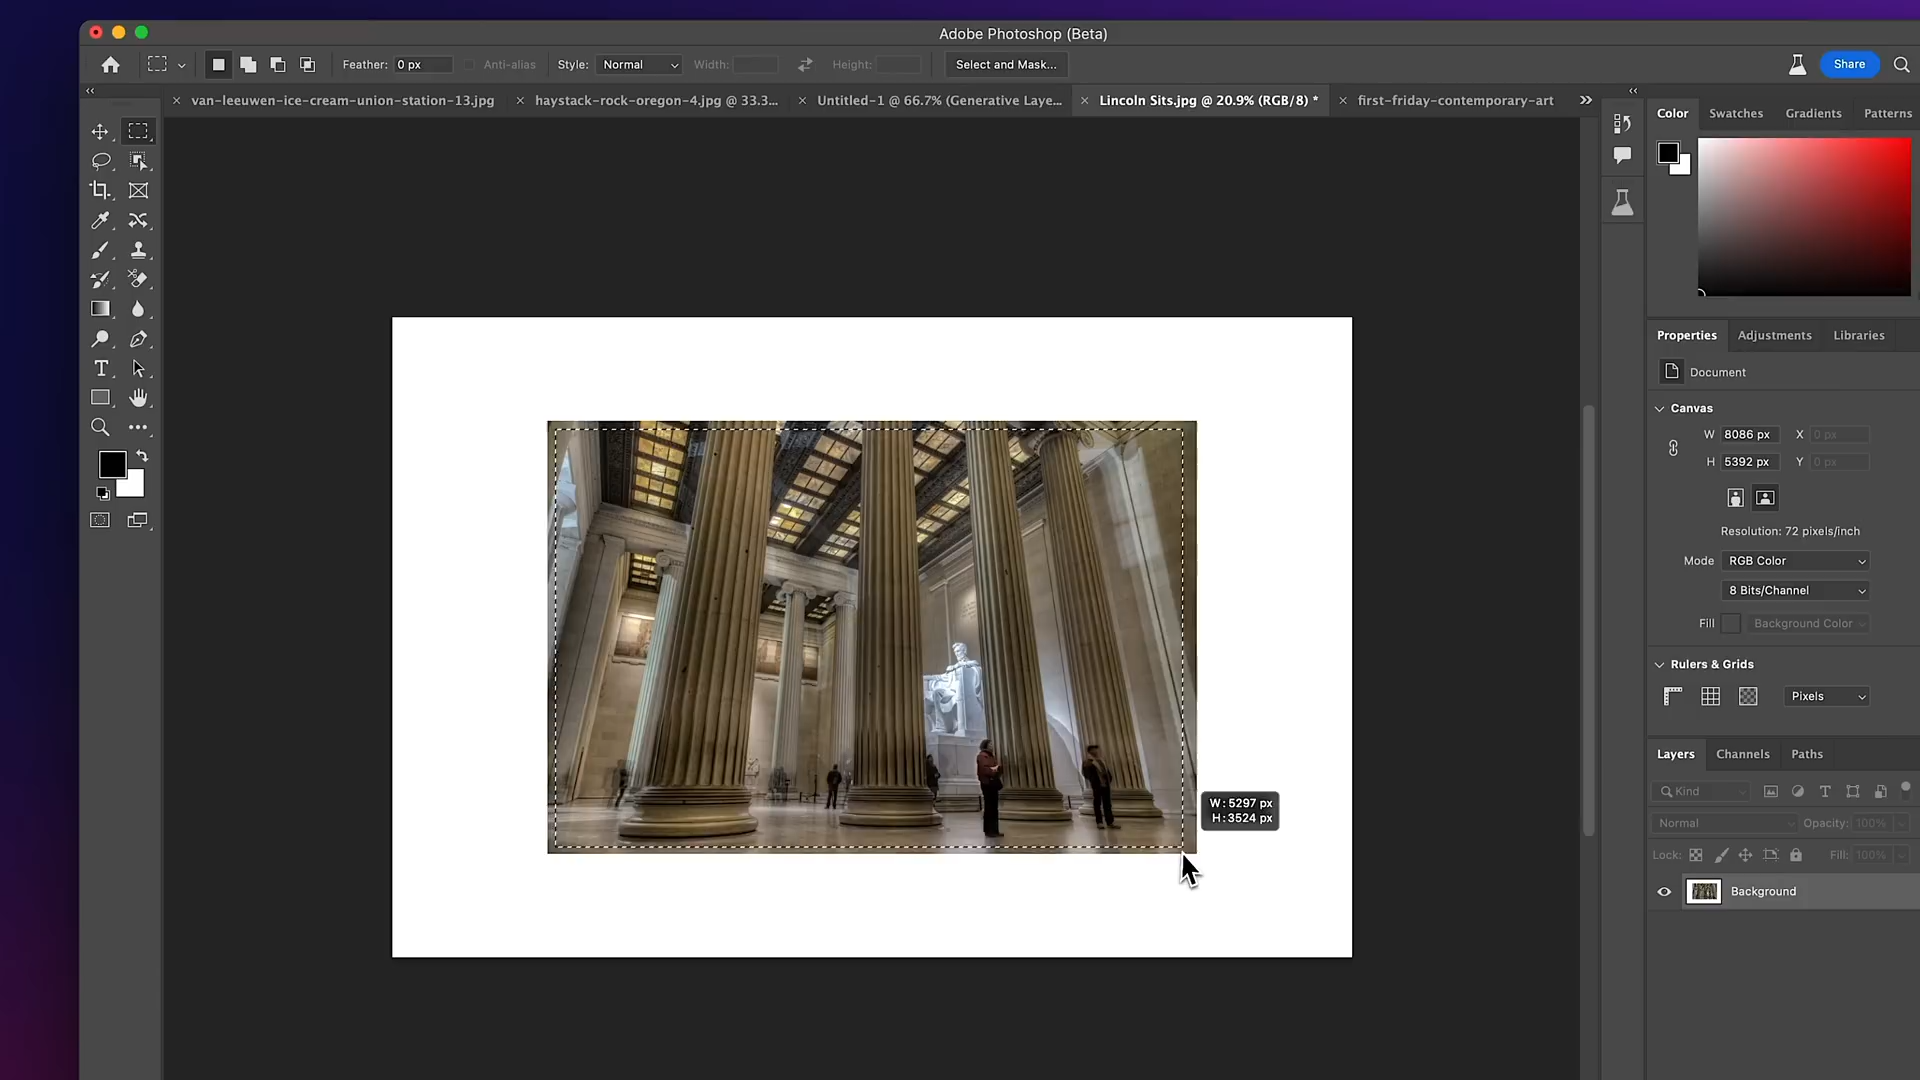 Adobe Photoshop (Beta)
Feather: 0 px Anti-alias Style: Normal Width: Height: Select and Mask... Share
van-leeuwen-ice-cream-union-station-13.jpg haystack-rock-oregon-4.jpg @ 33.3... Untitled-1 @ 66.7% (Generative Laye... Lincoln Sits.jpg @ 20.9% (RGB/8) * first-friday-contemporary-art
Color Swatches Gradients Patterns
Properties Adjustments Libraries
Document
Canvas
W 8086 px X 0 px
H 5392 px Y 0 px
Resolution: 72 pixels/inch
Mode RGB Color
8 Bits/Channel
Fill Background Color
Rulers & Grids
Pixels
Layers Channels Paths
Kind
Normal Opacity: 100%
Lock: Fill: 100%
Background
W: 5297 px
H: 3524 px